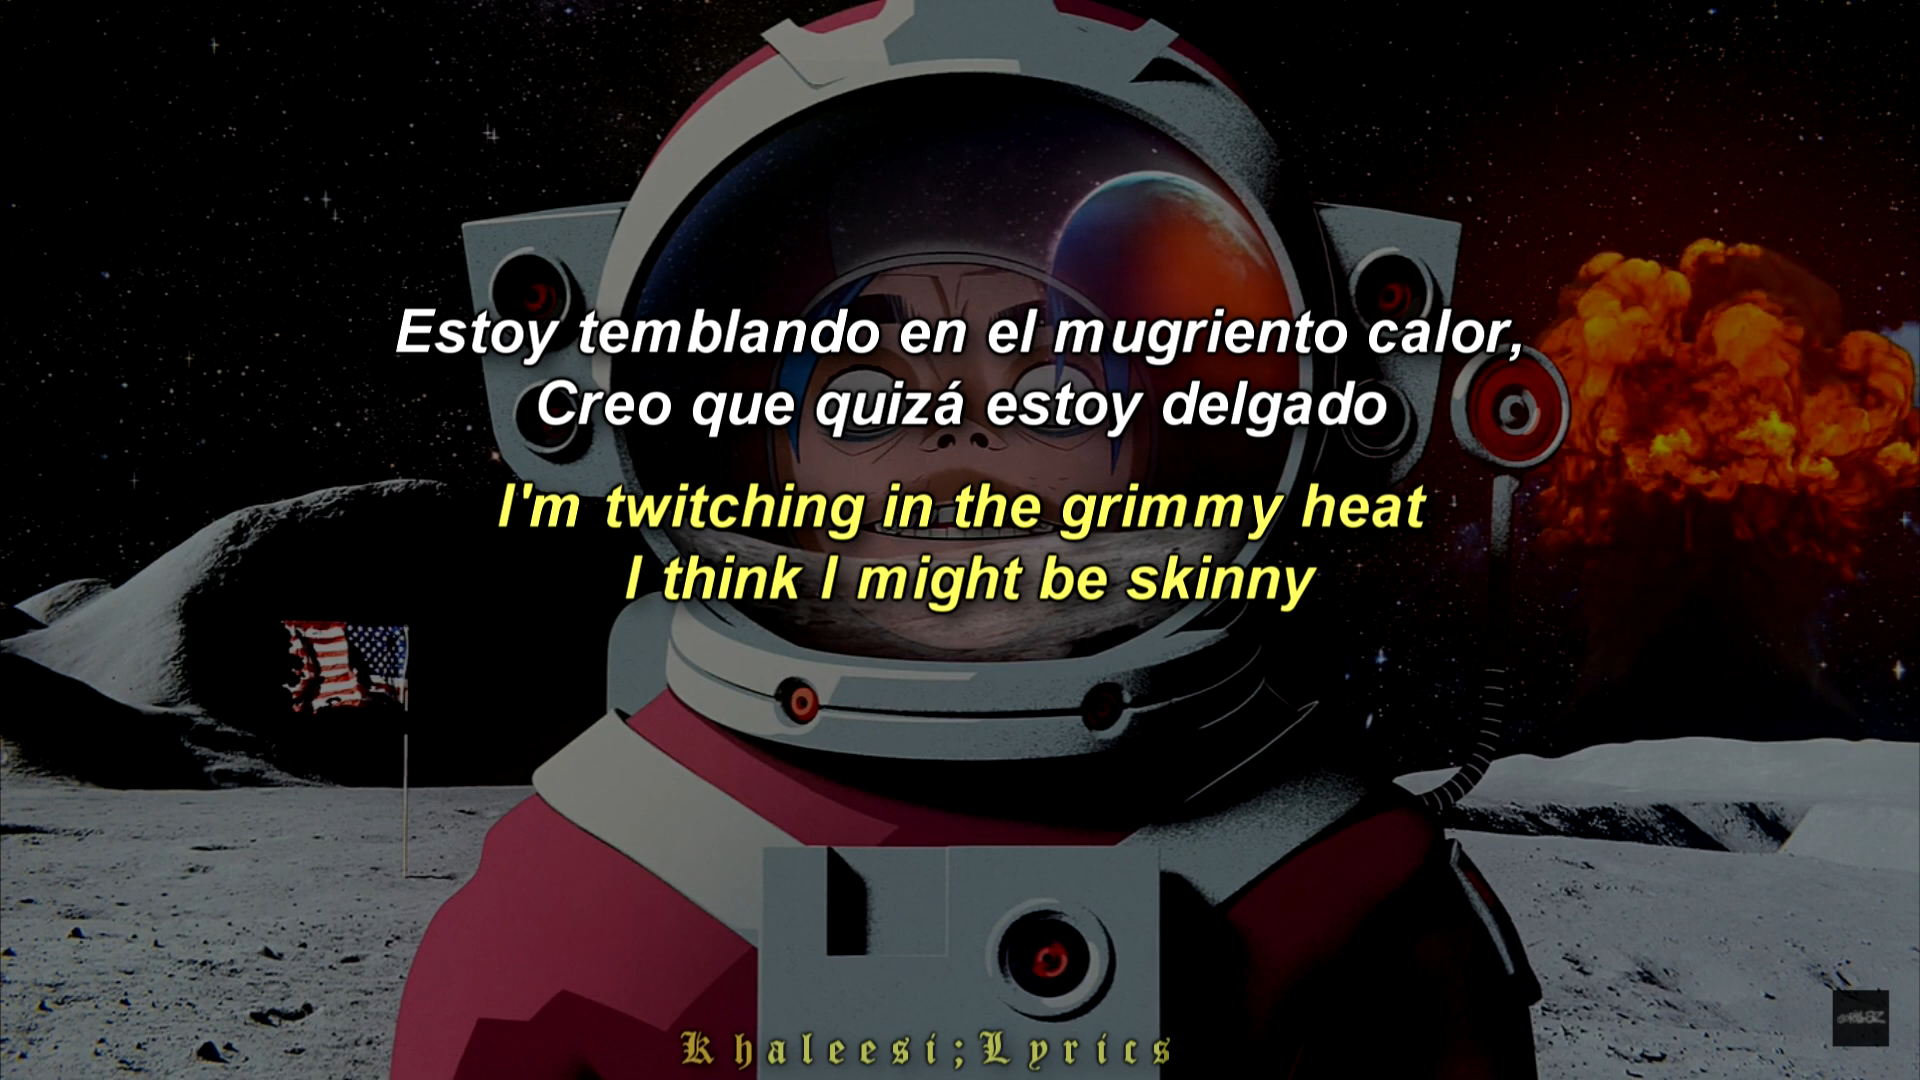 Estoy temblando en el mugriento calor,
Creo que quizá estoy delgado
I'm twitching in the grimmy heat
I think I might be skinny
Khaleesi;Lyrics